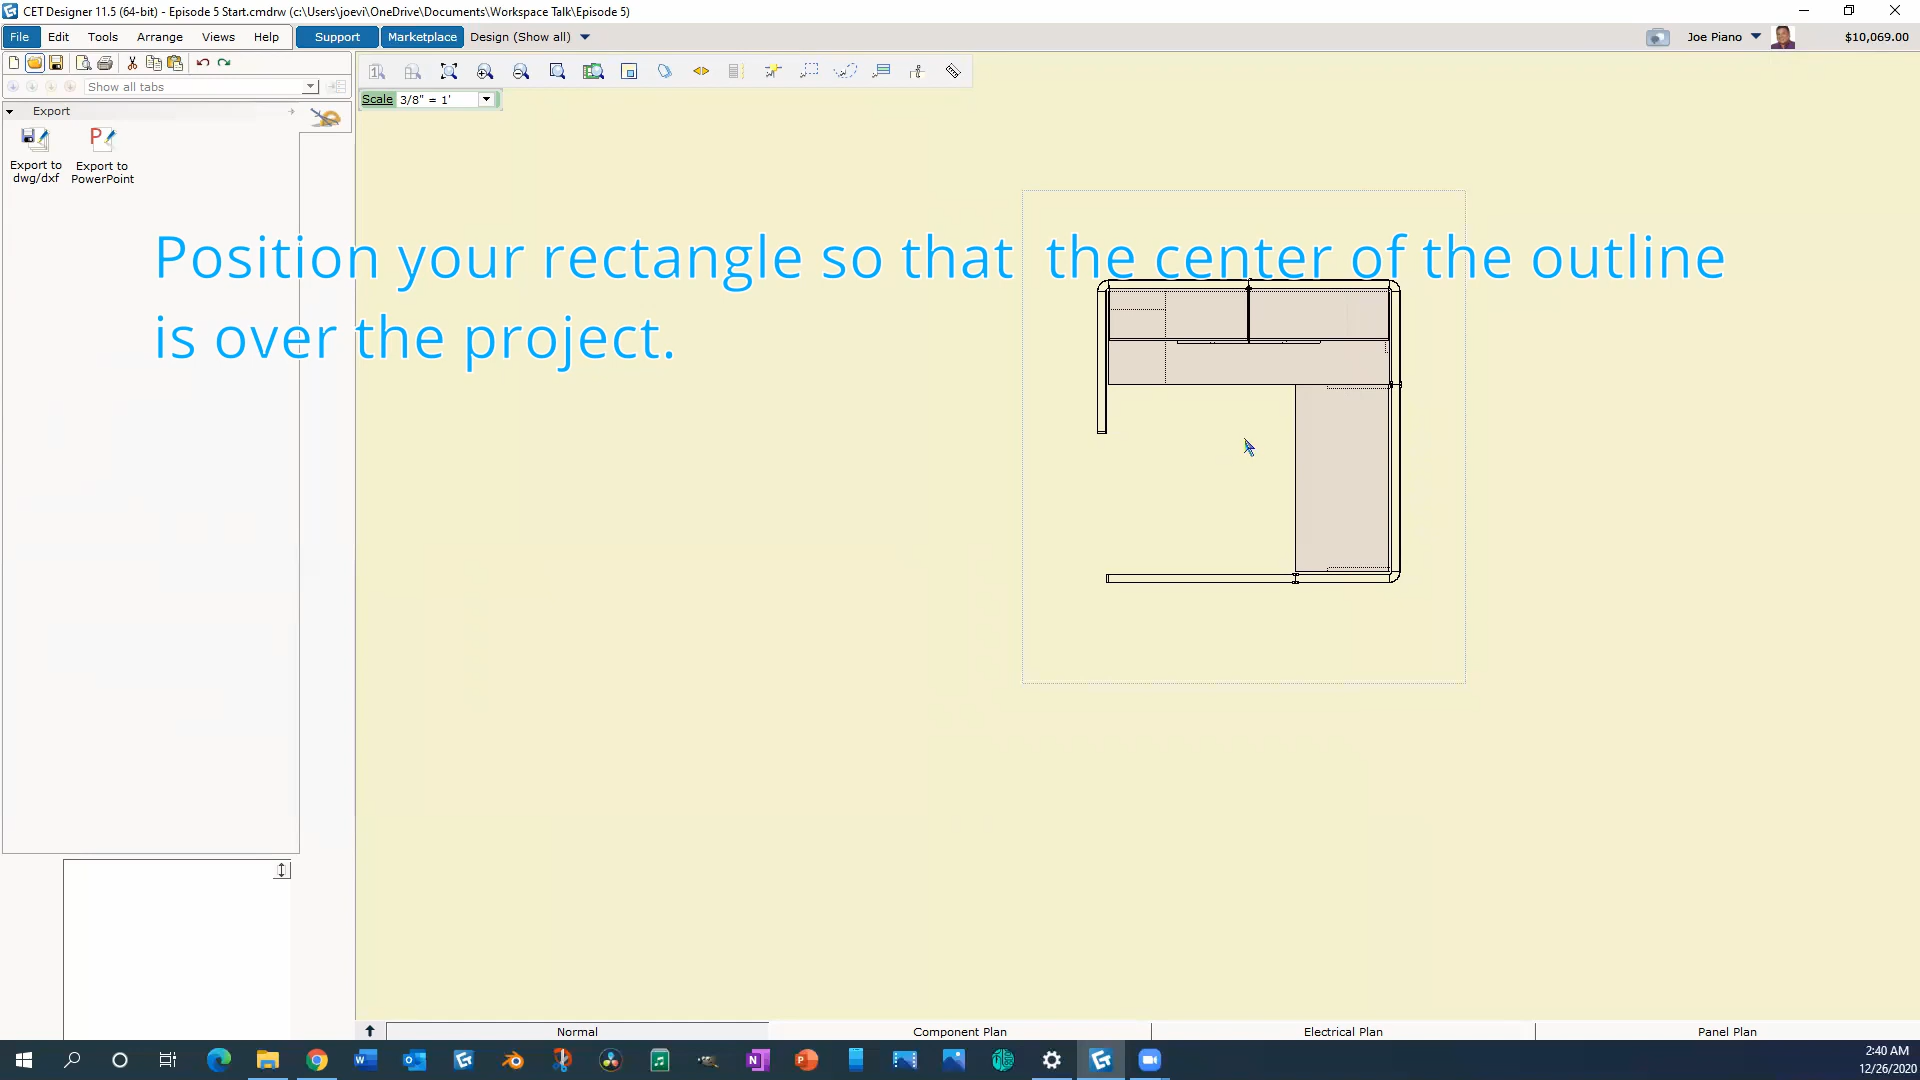 CET Designer 11.5 (64-bit) - Episode 5 Start.cmdrw (c:\Users\joevi\OneDrive\Documents\Workspace Talk\Episode 5)
File Edit Tools Arrange Views Help Support Marketplace Design (Show all) Joe Piano $10,069.00
Show all tabs
Scale 3/8" = 1'
Export
Export to
dwg/dxf
Export to
PowerPoint
Position your rectangle so that the center of the outline
is over the project.
Normal Component Plan Electrical Plan Panel Plan
2:40 AM
12/26/2020